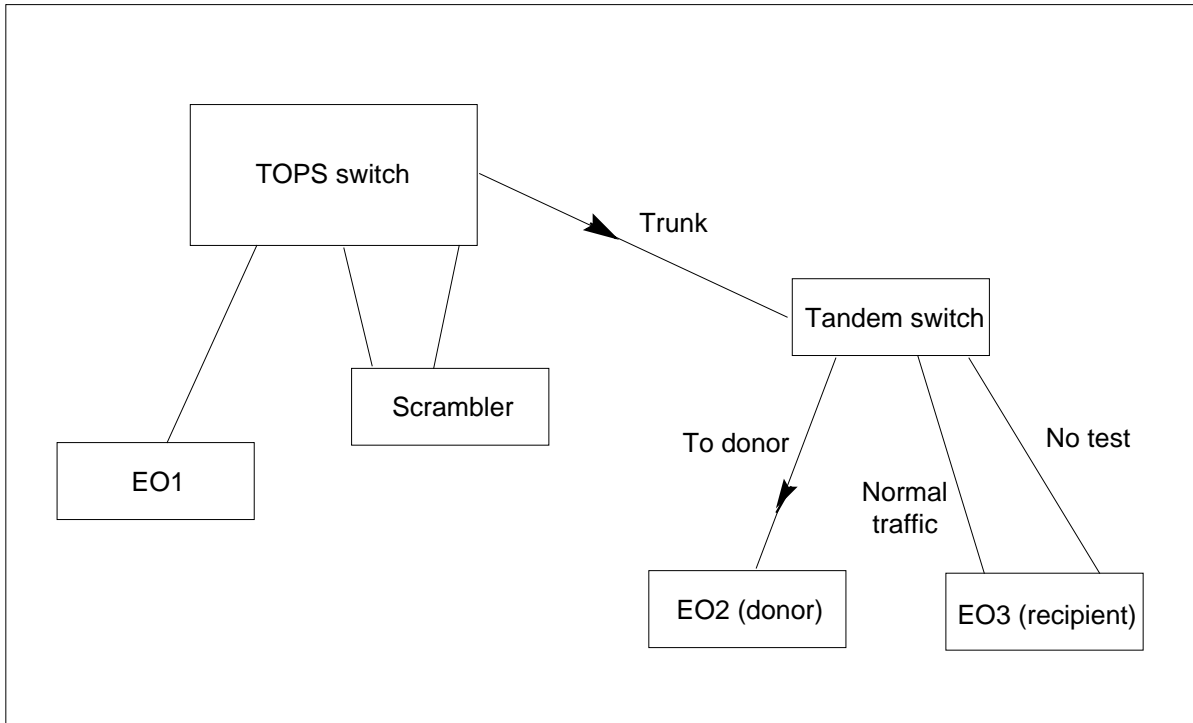 TOPS switch
Trunk
Tandem switch
Scrambler
To donor
No test
EO1
Normal
traffic
EO2 (donor)
EO3 (recipient)